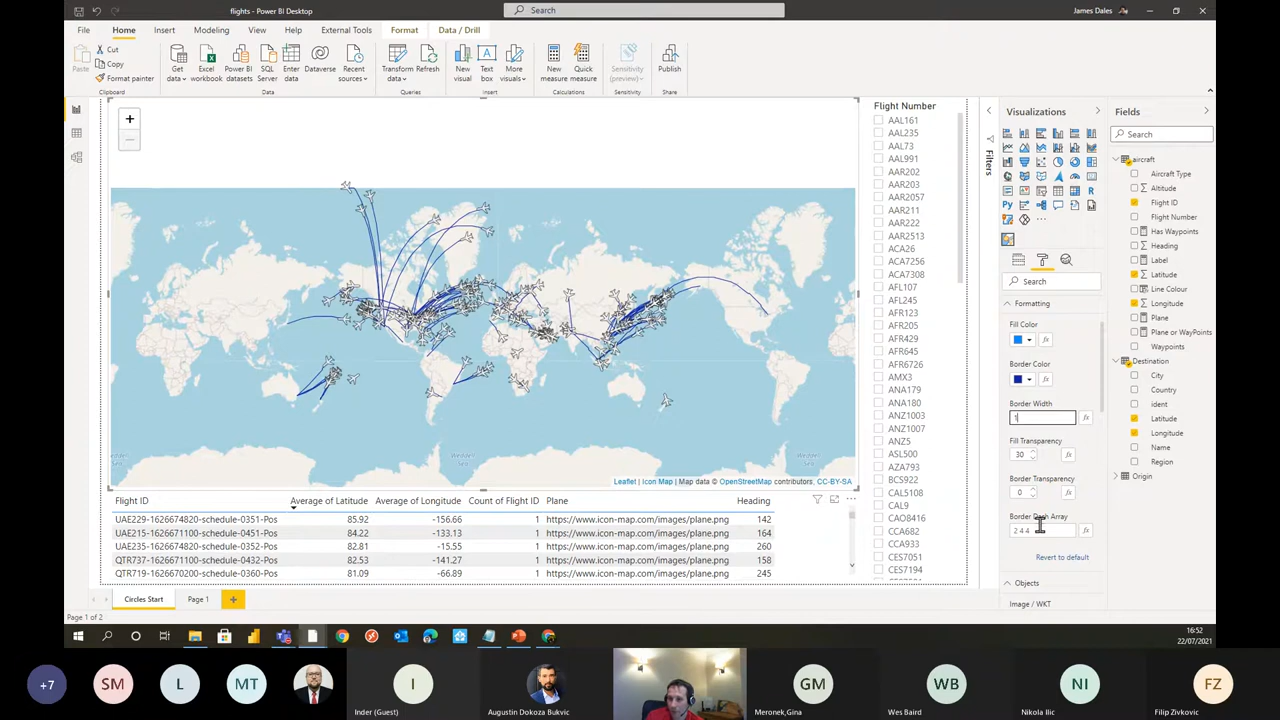 flights - Power BI Desktop
Search
James Dales
File Home Insert Modeling View Help External Tools Format Data / Drill
Paste
Cut
Copy
Format painter
Get data
Excel workbook
Power BI datasets
SQL Server
Enter data
Dataverse
Recent sources
Transform data
Refresh
New visual
Text box
More visuals
New measure
Quick measure
Sensitivity (preview)
Publish
Clipboard Data Queries Insert Calculations Sensitivity Share
+
−
Leaflet | Icon Map | Map data © OpenStreetMap contributors, CC-BY-SA
Flight ID Average of Latitude Average of Longitude Count of Flight ID Plane Heading
UAE229-1626674820-schedule-0351-Pos 85.92 -156.66 1 https://www.icon-map.com/images/plane.png 142
UAE215-1626671100-schedule-0432-Pos 84.22 -133.13 1 https://www.icon-map.com/images/plane.png 164
UAE235-1626674820-schedule-0352-Pos 82.81 -15.55 1 https://www.icon-map.com/images/plane.png 260
QTR737-1626671100-schedule-0432-Pos 82.53 -141.27 1 https://www.icon-map.com/images/plane.png 158
QTR719-1626670200-schedule-0360-Pos 81.09 -66.89 1 https://www.icon-map.com/images/plane.png 245
Flight Number
AAL161
AAL235
AAL73
AAL991
AAR202
AAR203
AAR2057
AAR211
AAR222
AAR2513
ACA26
ACA7256
ACA7308
AFL107
AFL245
AFR123
AFR205
AFR429
AFR645
AFR6726
AMX3
ANA179
ANA180
ANZ1003
ANZ1007
ANZ5
ASL500
AZA793
BCS922
CAL5108
CAL9
CAO8416
CCA682
CCA933
CES7051
CES7194
Filters
Visualizations
Search
Formatting
Fill Color
Border Color
Border Width
1
Fill Transparency
30
Border Transparency
0
Border Dash Array
2 4 4
Revert to default
Objects
Image / WKT
Fields
Search
aircraft
Aircraft Type
Altitude
Flight ID
Flight Number
Has Waypoints
Heading
Label
Latitude
Line Colour
Longitude
Plane
Plane or WayPoints
Waypoints
Destination
City
Country
ident
Latitude
Longitude
Name
Region
Origin
Circles Start Page 1 +
Page 1 of 2
16:52
22/07/2021
+7
SM
L
MT
I
Inder (Guest)
Augustin Dokoza Bukvic
GM
Meronek,Gina
WB
Wes Baird
NI
Nikola Ilic
FZ
Filip Zivkovic